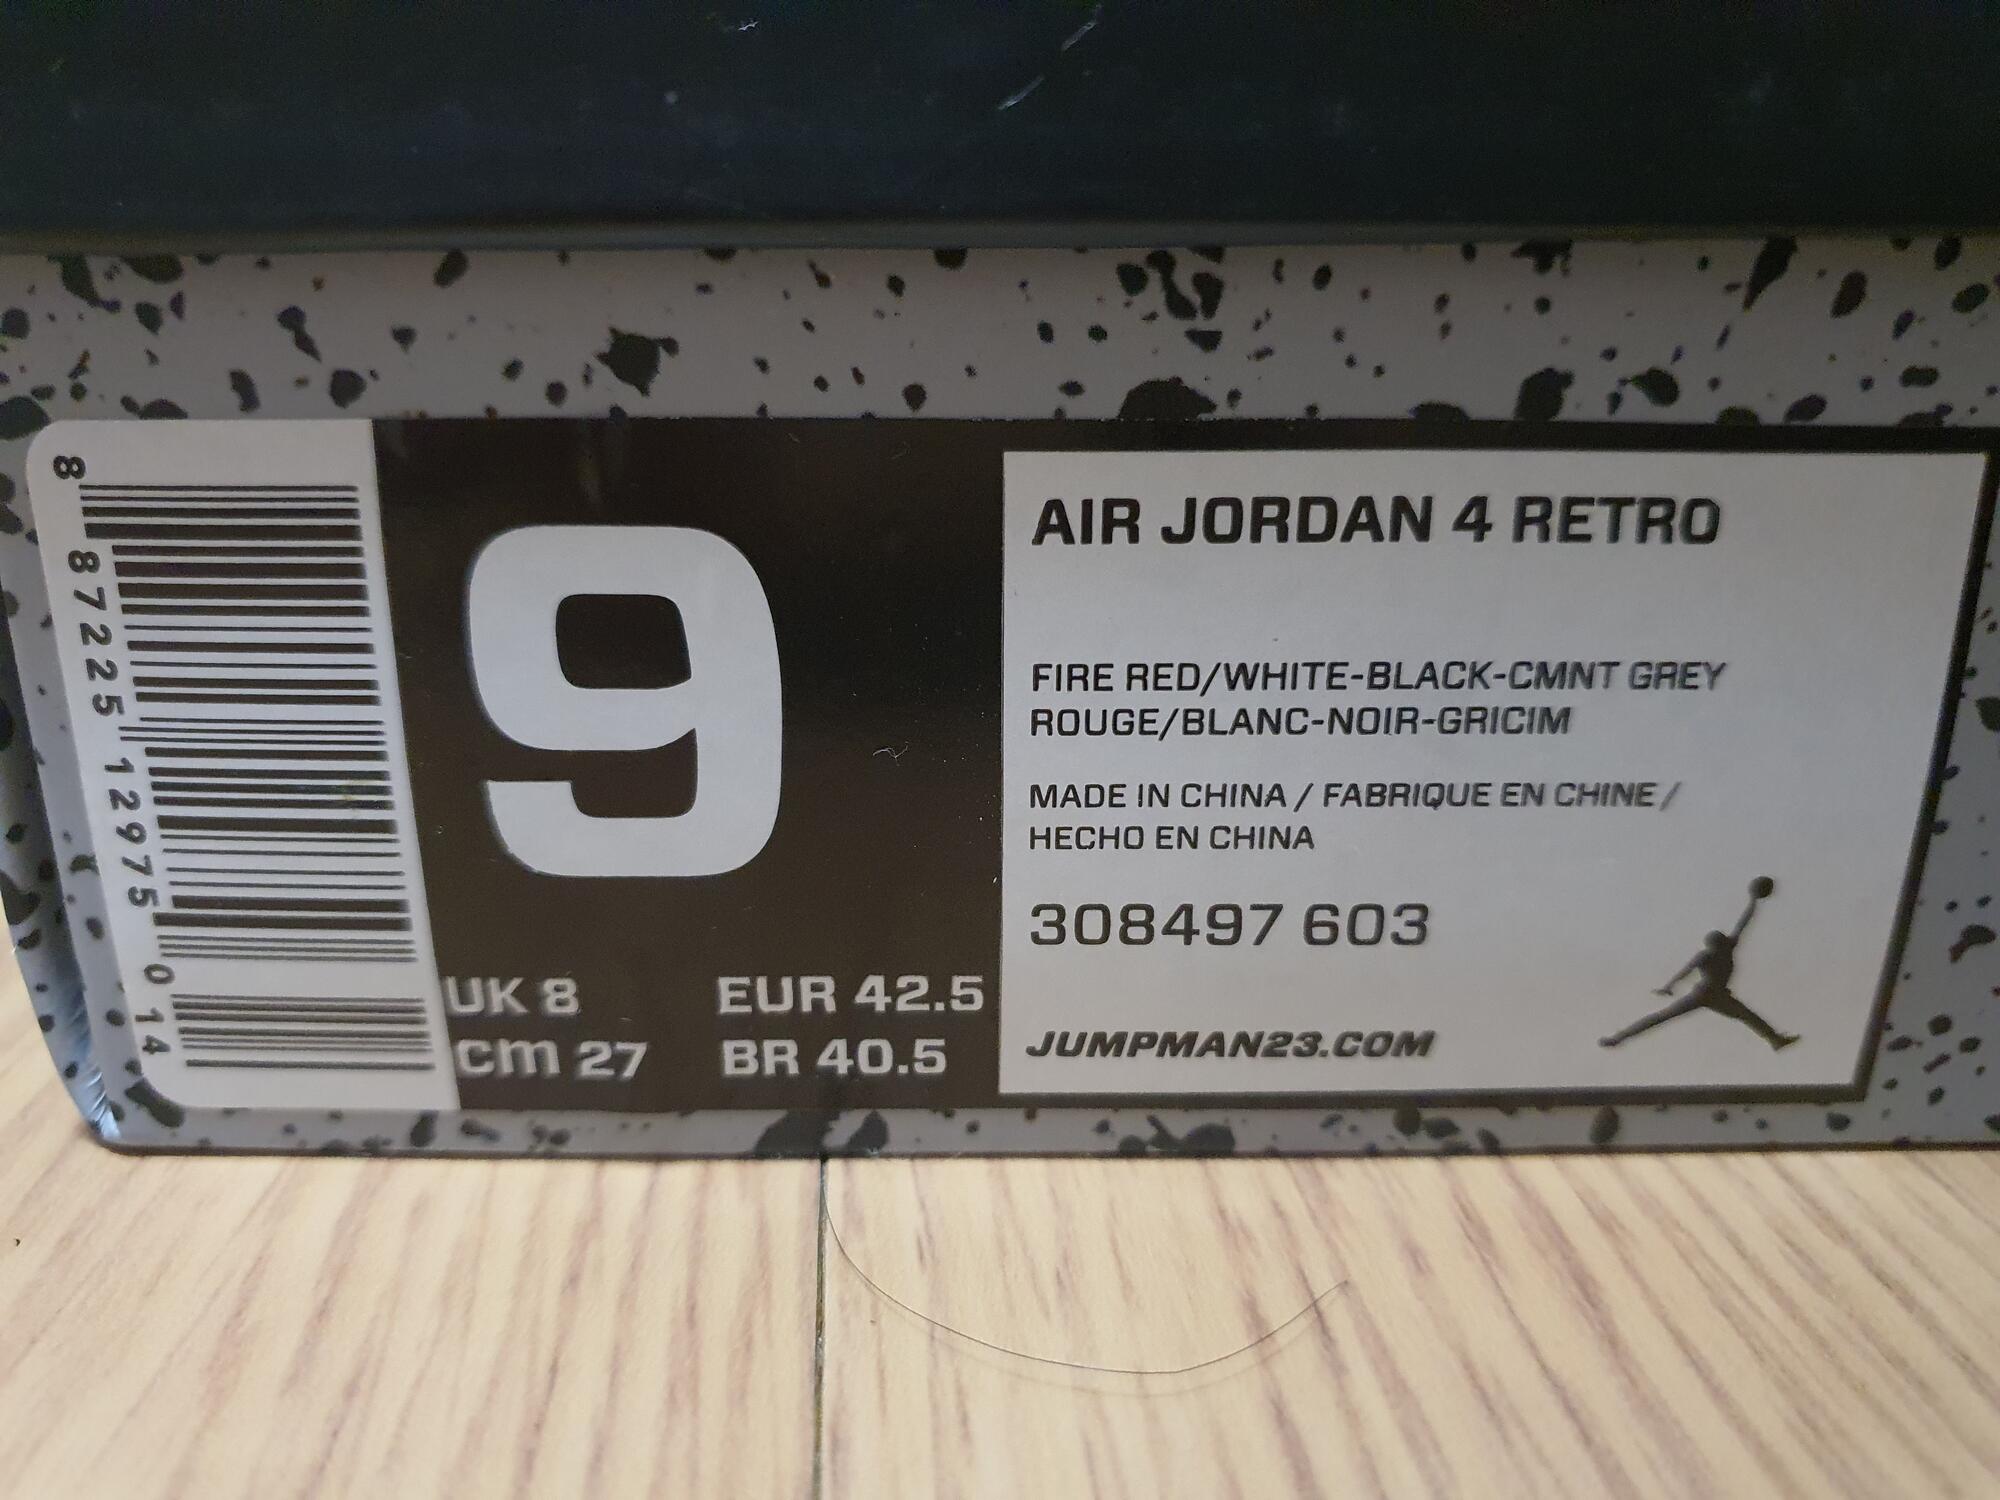 8 87225 12975 0 14
9
UK 8 EUR 42.5
cm 27 BR 40.5
AIR JORDAN 4 RETRO
FIRE RED/WHITE-BLACK-CMNT GREY
ROUGE/BLANC-NOIR-GRICIM
MADE IN CHINA / FABRIQUE EN CHINE /
HECHO EN CHINA
308497 603
JUMPMAN23.COM